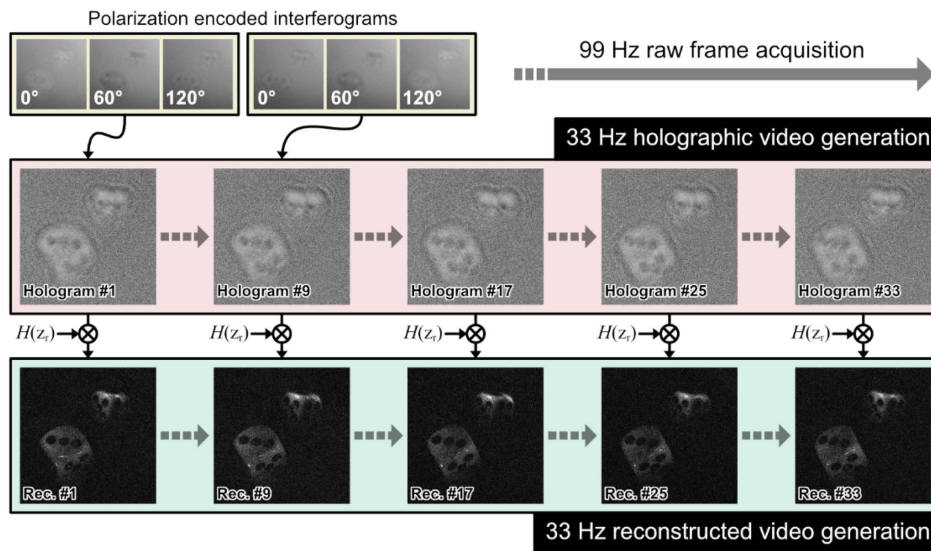 Polarization encoded interferograms
0° 60° 120° 0° 60° 120°
99 Hz raw frame acquisition
33 Hz holographic video generation
Hologram #1 Hologram #9 Hologram #17 Hologram #25 Hologram #33
H(zᵣ) H(zᵣ) H(zᵣ) H(zᵣ) H(zᵣ)
Rec. #1 Rec. #9 Rec. #17 Rec. #25 Rec. #33
33 Hz reconstructed video generation